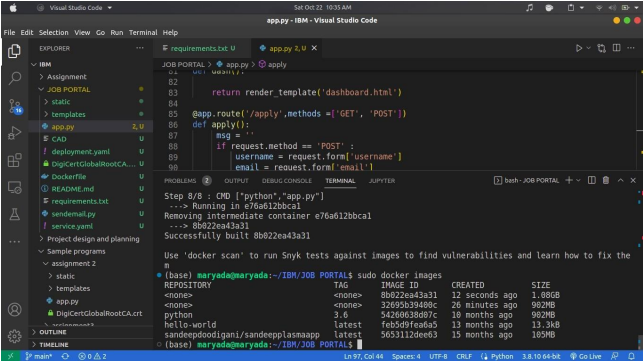 Visual Studio Code
Sat Oct 22 10:35 AM
app.py - IBM - Visual Studio Code
File Edit Selection View Go Run Terminal Help
EXPLORER
requirements.txt U
app.py 2, U
IBM
Assignment
JOB PORTAL
static
templates
app.py 2, U
CAD
deployment.yaml U
DigiCertGlobalRootCA.... U
Dockerfile U
README.md U
requirements.txt U
sendemail.py U
service.yaml U
Project design and planning
Sample programs
assignment 2
static
templates
app.py
DigiCertGlobalRootCA.crt
assignment3
OUTLINE
TIMELINE
16
JOB PORTAL > app.py > apply
81 def dash():
82
83 return render_template('dashboard.html')
84
85 @app.route('/apply',methods =['GET', 'POST'])
86 def apply():
87 msg = ''
88 if request.method == 'POST' :
89 username = request.form['username']
90 email = request.form['email']
PROBLEMS 2 OUTPUT DEBUG CONSOLE TERMINAL JUPYTER
bash - JOB PORTAL
Step 8/8 : CMD ["python","app.py"]
---> Running in e76a612bbca1
Removing intermediate container e76a612bbca1
---> 8b022ea43a31
Successfully built 8b022ea43a31
Use 'docker scan' to run Snyk tests against images to find vulnerabilities and learn how to fix the
m
(base) maryada@maryada:~/IBM/JOB PORTAL$ sudo docker images
REPOSITORY TAG IMAGE ID CREATED SIZE
<none> <none> 8b022ea43a31 12 seconds ago 1.08GB
<none> <none> 32695b39400c 26 minutes ago 902MB
python 3.6 54260638d07c 10 months ago 902MB
hello-world latest feb5d9fea6a5 13 months ago 13.3kB
sandeepdoodigani/sandeepplasmaapp latest 5653112dee63 15 months ago 105MB
(base) maryada@maryada:~/IBM/JOB PORTAL$
main* 0 2
Ln 97, Col 44 Spaces: 4 UTF-8 CRLF Python 3.8.10 64-bit Go Live